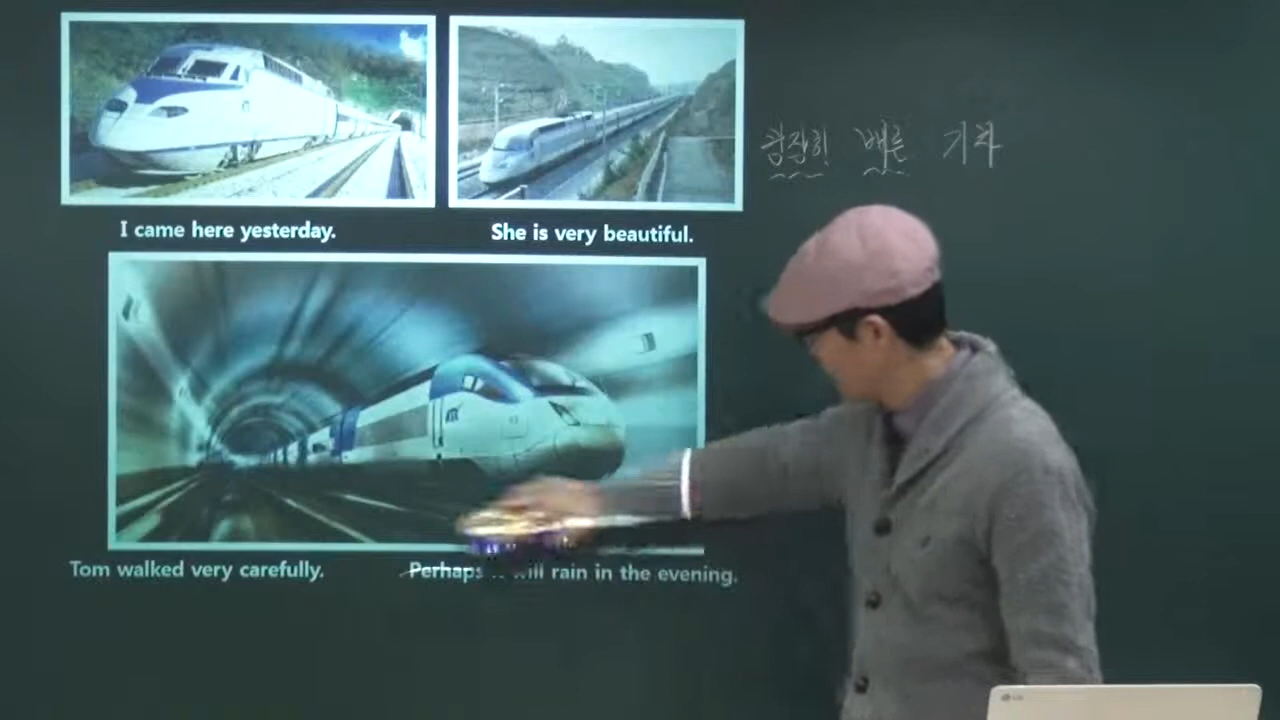 굉장히 빠른 기차
I came here yesterday.
She is very beautiful.
Tom walked very carefully.
Perhaps will rain in the evening.
LG